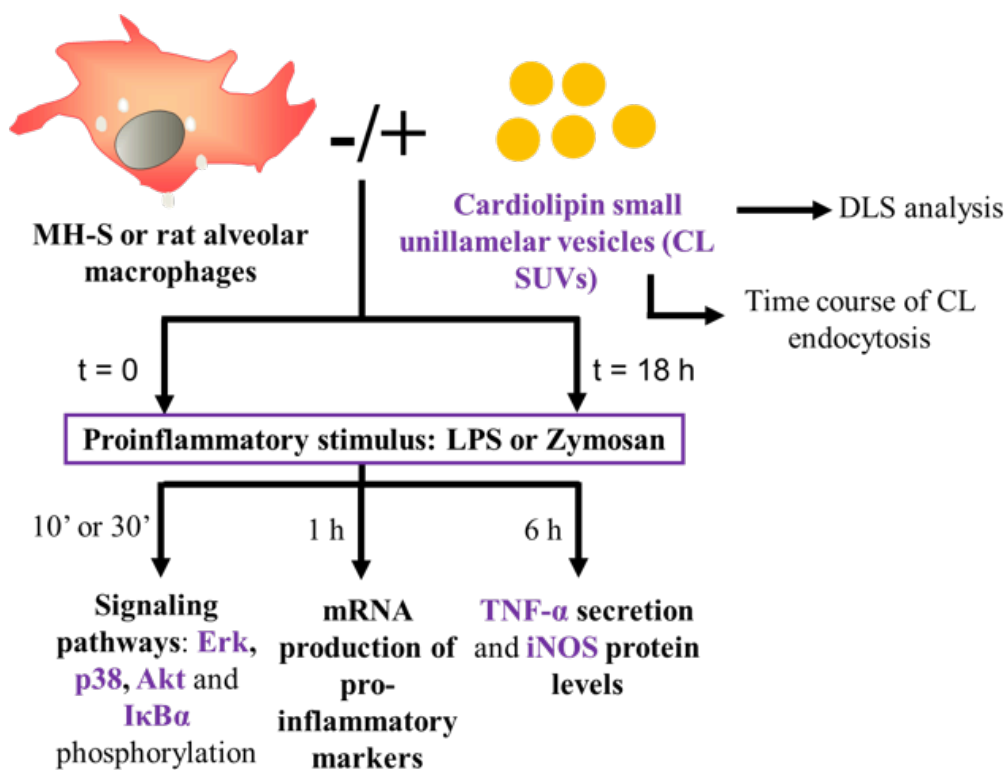 -/+
MH-S or rat alveolar
macrophages
Cardiolipin small
unillamelar vesicles (CL
SUVs)
DLS analysis
Time course of CL
endocytosis
t = 0
t = 18 h
Proinflammatory stimulus: LPS or Zymosan
10’ or 30’
1 h
6 h
Signaling
pathways: Erk,
p38, Akt and
IκBα
phosphorylation
mRNA
production of
pro-
inflammatory
markers
TNF-α secretion
and iNOS protein
levels